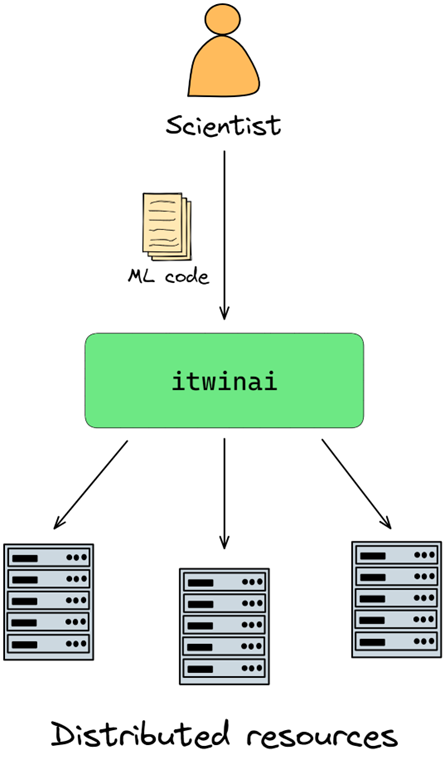 Scientist
ML code
itwinai
Distributed resources